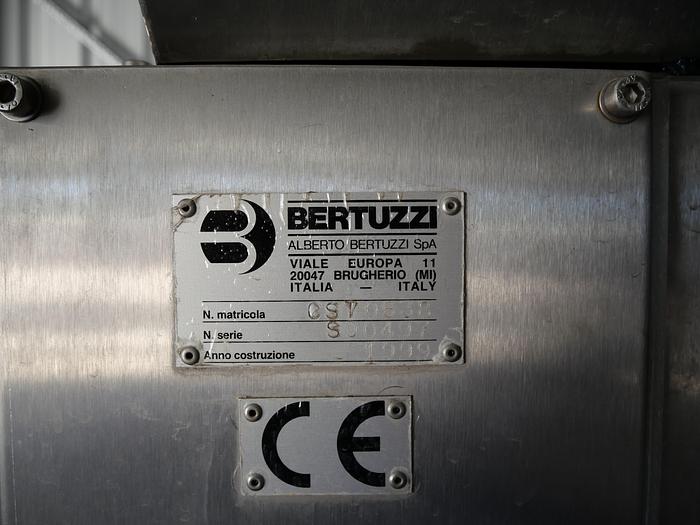 BERTUZZI
ALBERTO BERTUZZI SpA
VIALE EUROPA 11
20047 BRUGHERIO (MI)
ITALIA — ITALY
N. matricola
N. serie
Anno costruzione
CE